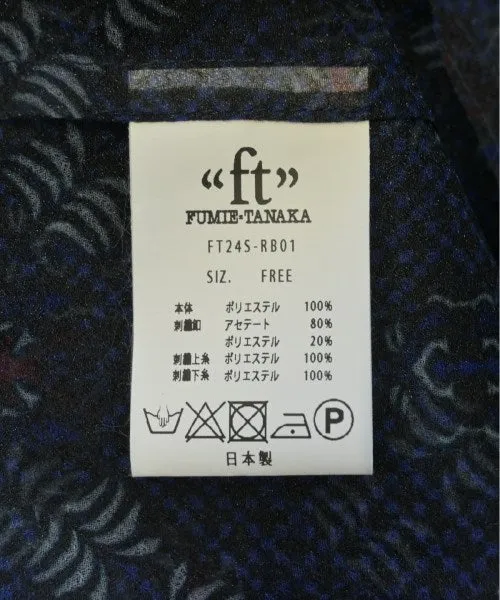 “ft”
FUMIE=TANAKA
FT24S-RB01
SIZ. FREE
本体 ポリエステル 100%
刺繍釦 アセテート 80%
ポリエステル 20%
刺繍上糸 ポリエステル 100%
刺繍下糸 ポリエステル 100%
P
日本製